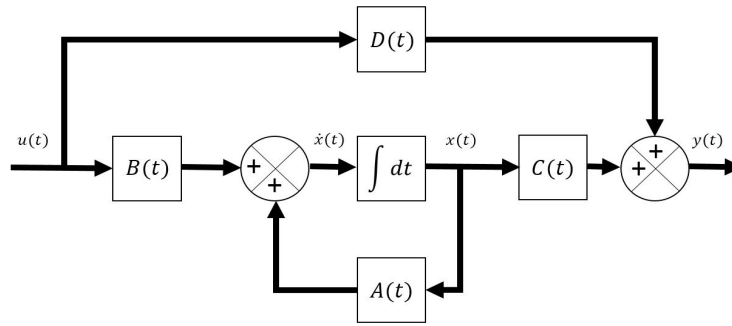 D(t)
u(t)
B(t)
+
+
ẋ(t)
∫ dt
x(t)
C(t)
+
+
y(t)
A(t)